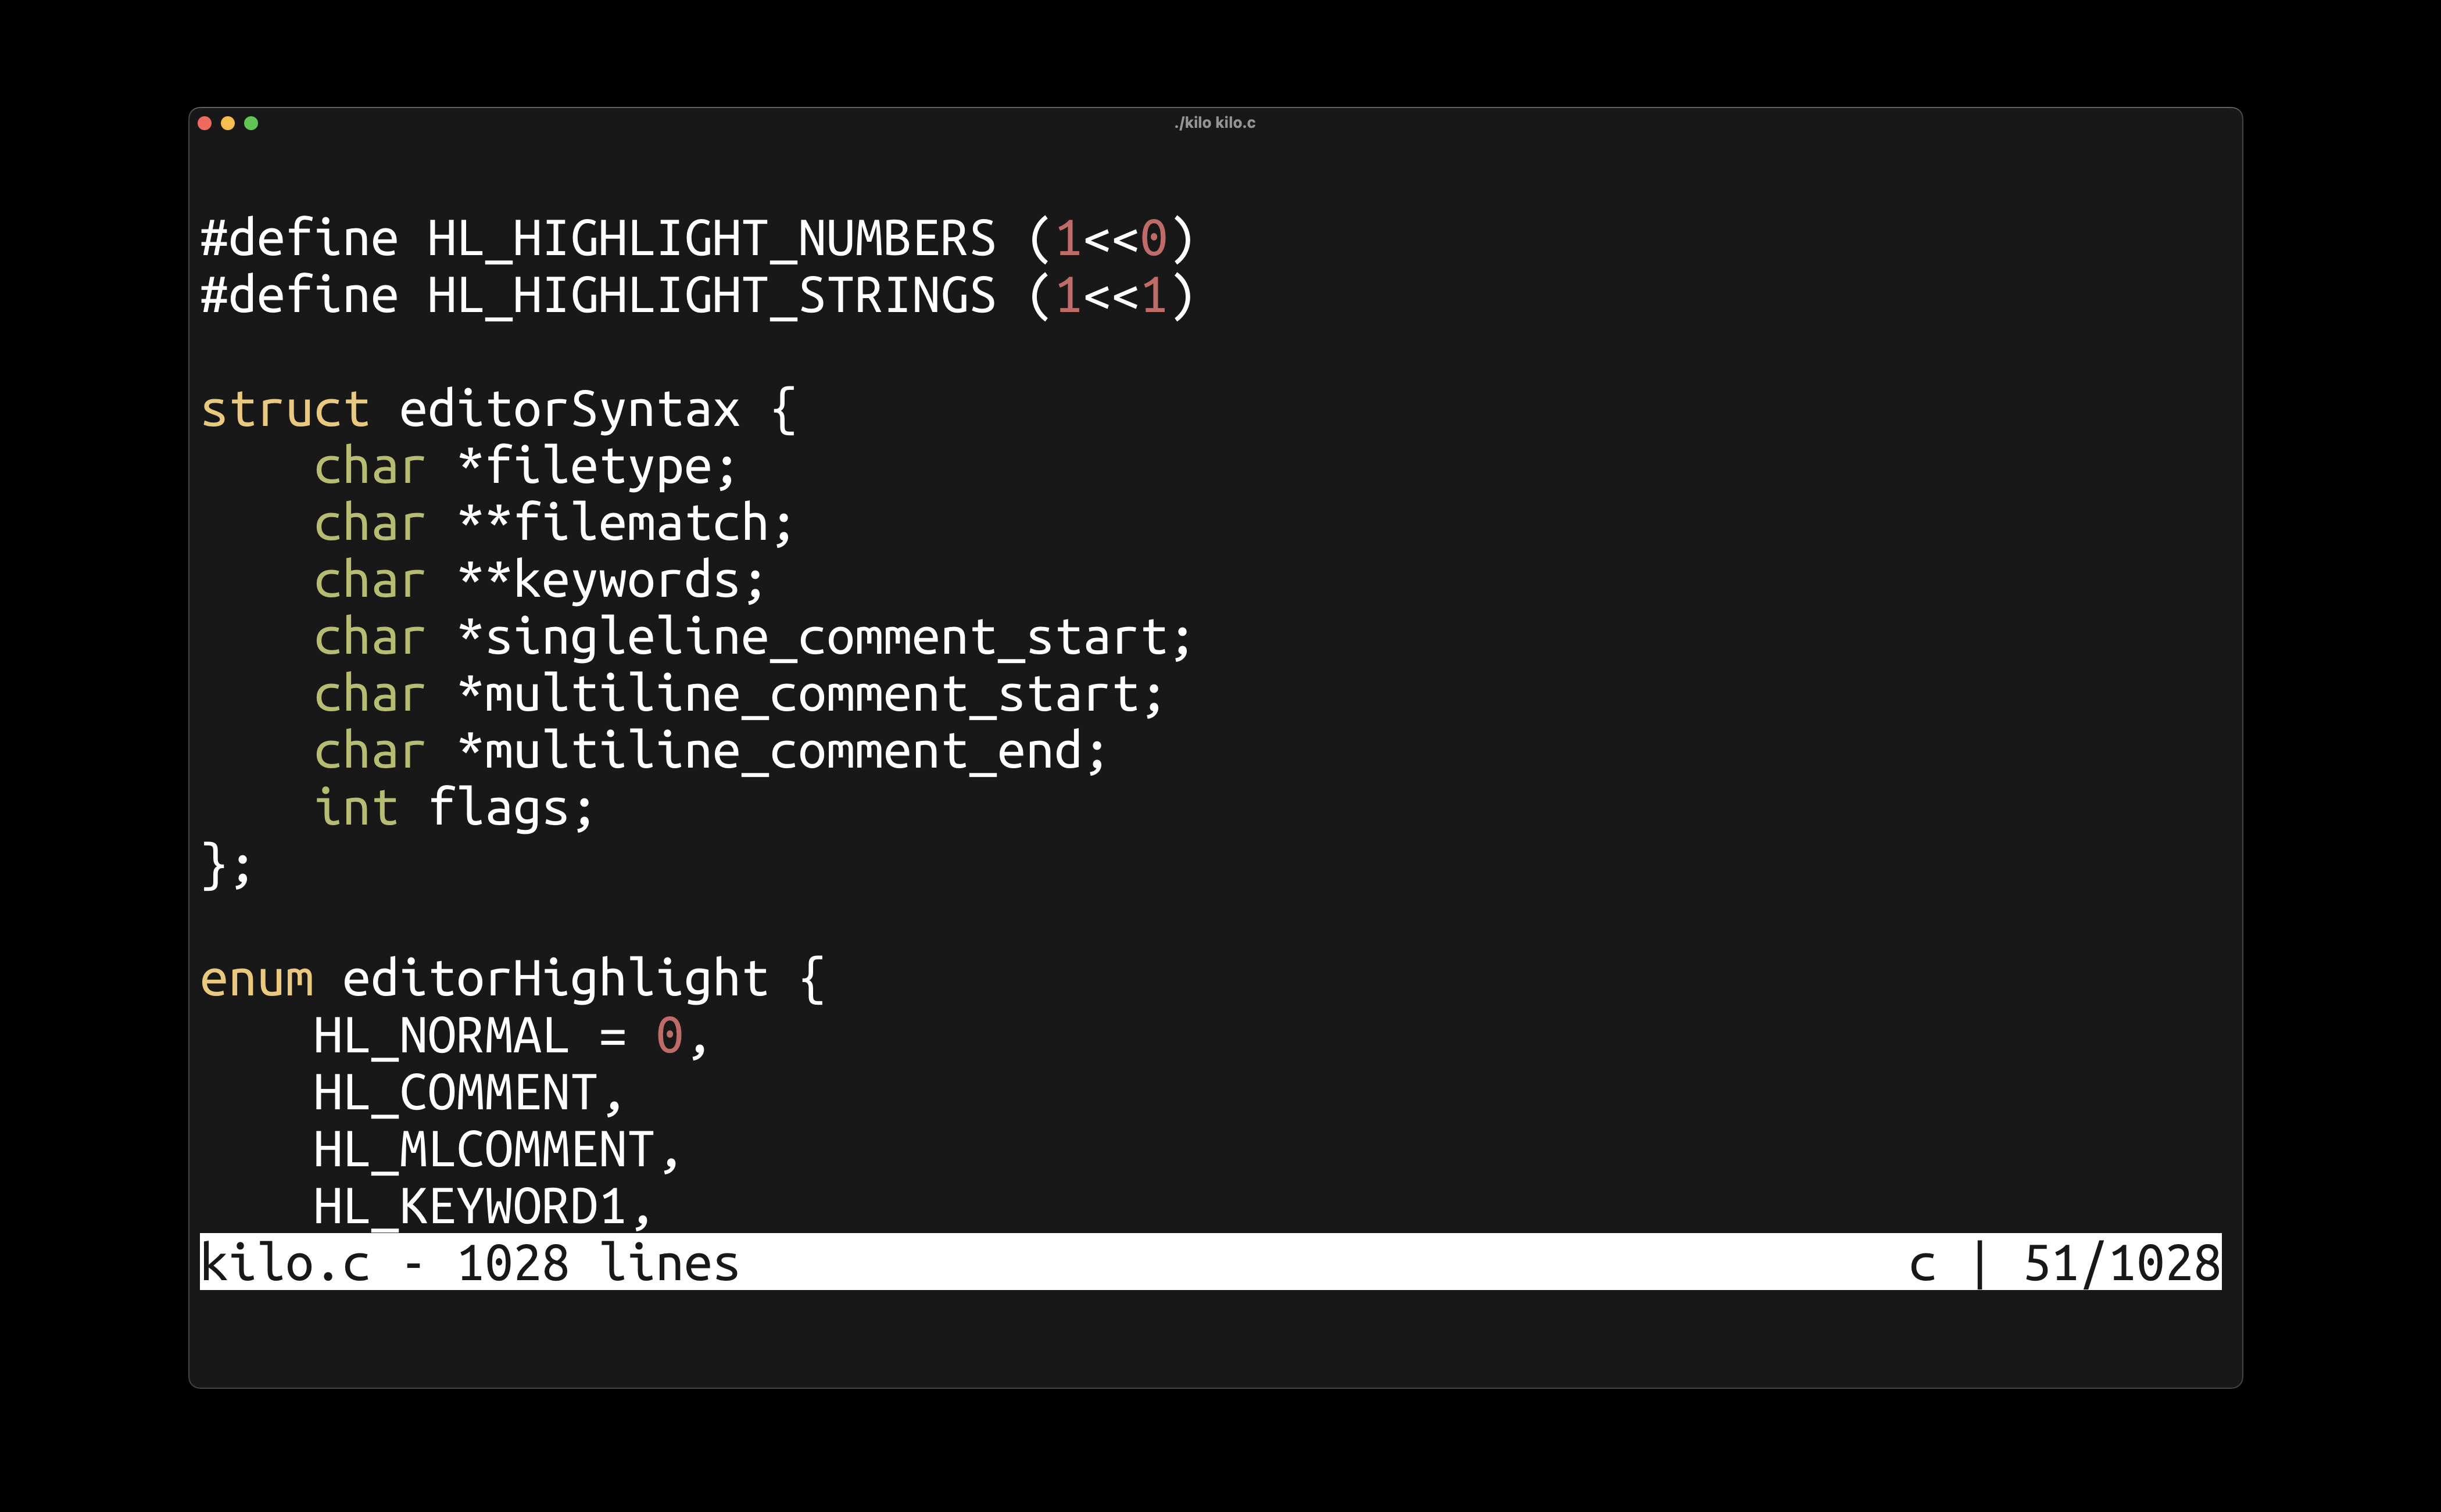 ./kilo kilo.c
#define HL_HIGHLIGHT_NUMBERS (1<<0)
#define HL_HIGHLIGHT_STRINGS (1<<1)
struct editorSyntax {
    char *filetype;
    char **filematch;
    char **keywords;
    char *singleline_comment_start;
    char *multiline_comment_start;
    char *multiline_comment_end;
    int flags;
};
enum editorHighlight {
    HL_NORMAL = 0,
    HL_COMMENT,
    HL_MLCOMMENT,
    HL_KEYWORD1,
kilo.c - 1028 lines c | 51/1028